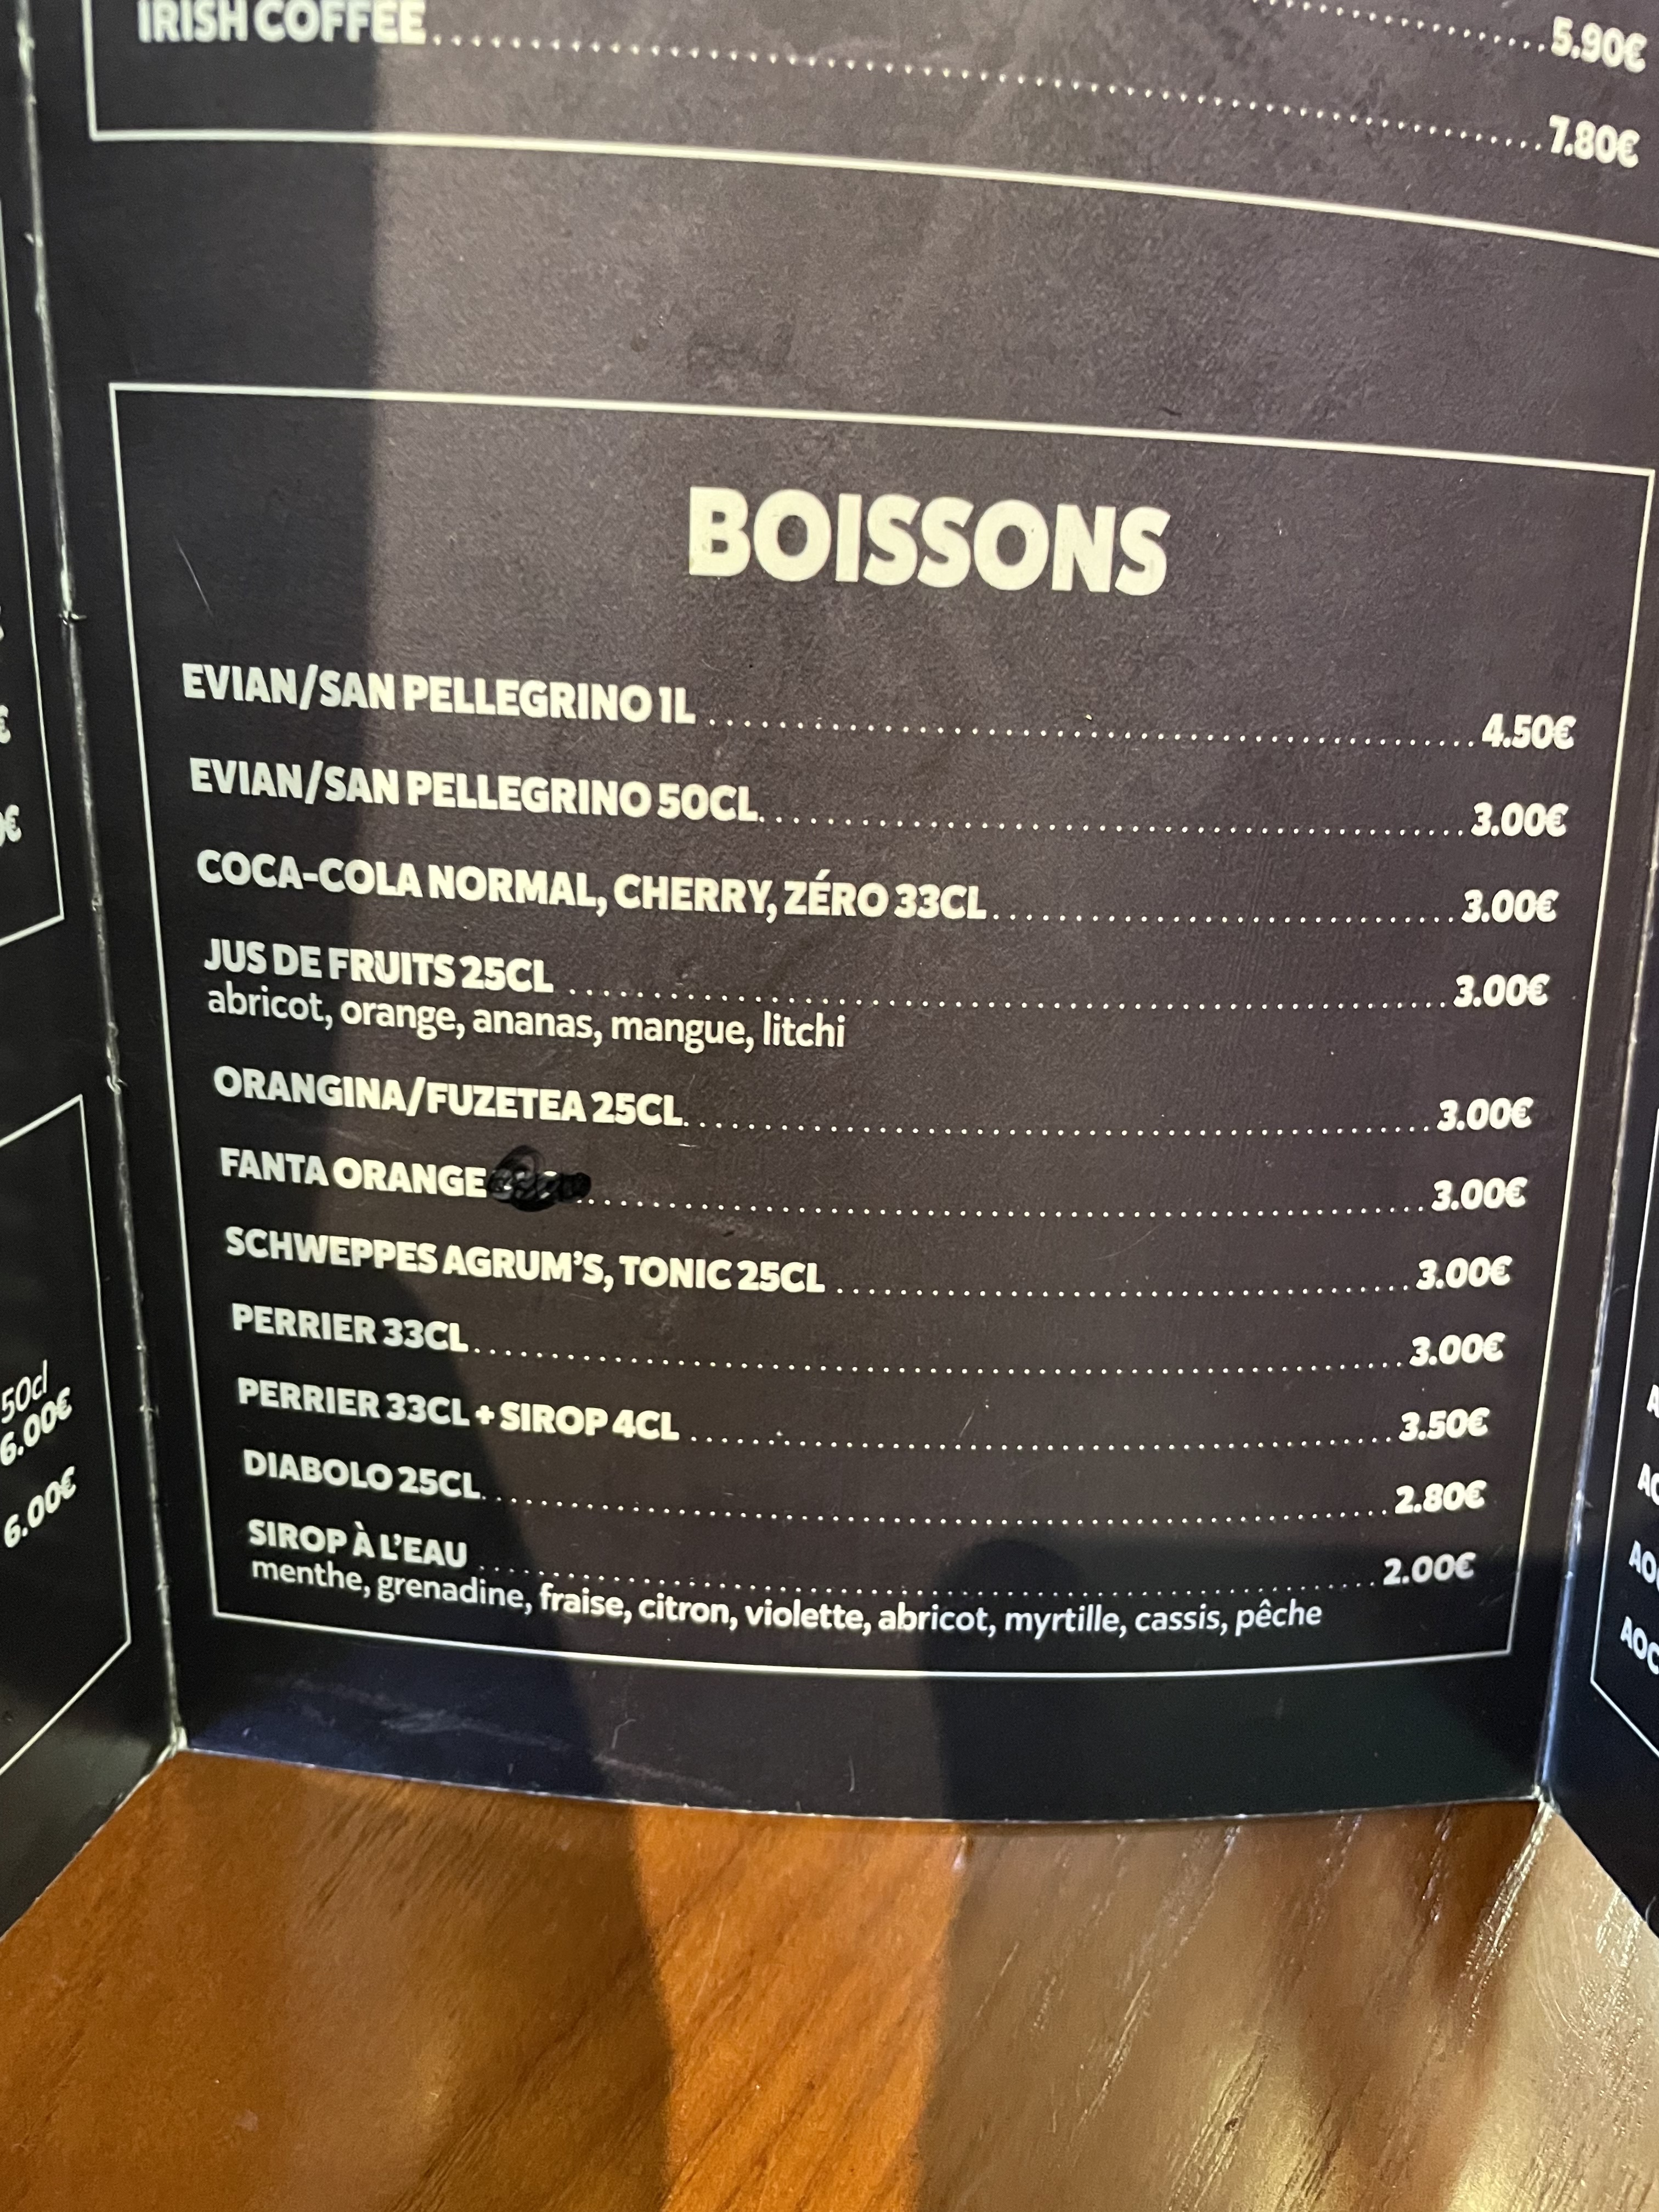 5.90€
IRISH COFFEE 7.80€
BOISSONS
EVIAN/SAN PELLEGRINO 1L 4.50€
EVIAN/SAN PELLEGRINO 50CL 3.00€
COCA-COLA NORMAL, CHERRY, ZÉRO 33CL 3.00€
JUS DE FRUITS 25CL 3.00€
abricot, orange, ananas, mangue, litchi
ORANGINA/FUZETEA 25CL 3.00€
FANTA ORANGE 3.00€
SCHWEPPES AGRUM'S, TONIC 25CL 3.00€
PERRIER 33CL 3.00€
PERRIER 33CL + SIROP 4CL 3.50€
DIABOLO 25CL 2.80€
SIROP À L'EAU 2.00€
menthe, grenadine, fraise, citron, violette, abricot, myrtille, cassis, pêche
50cl
6.00€
6.00€
AOC